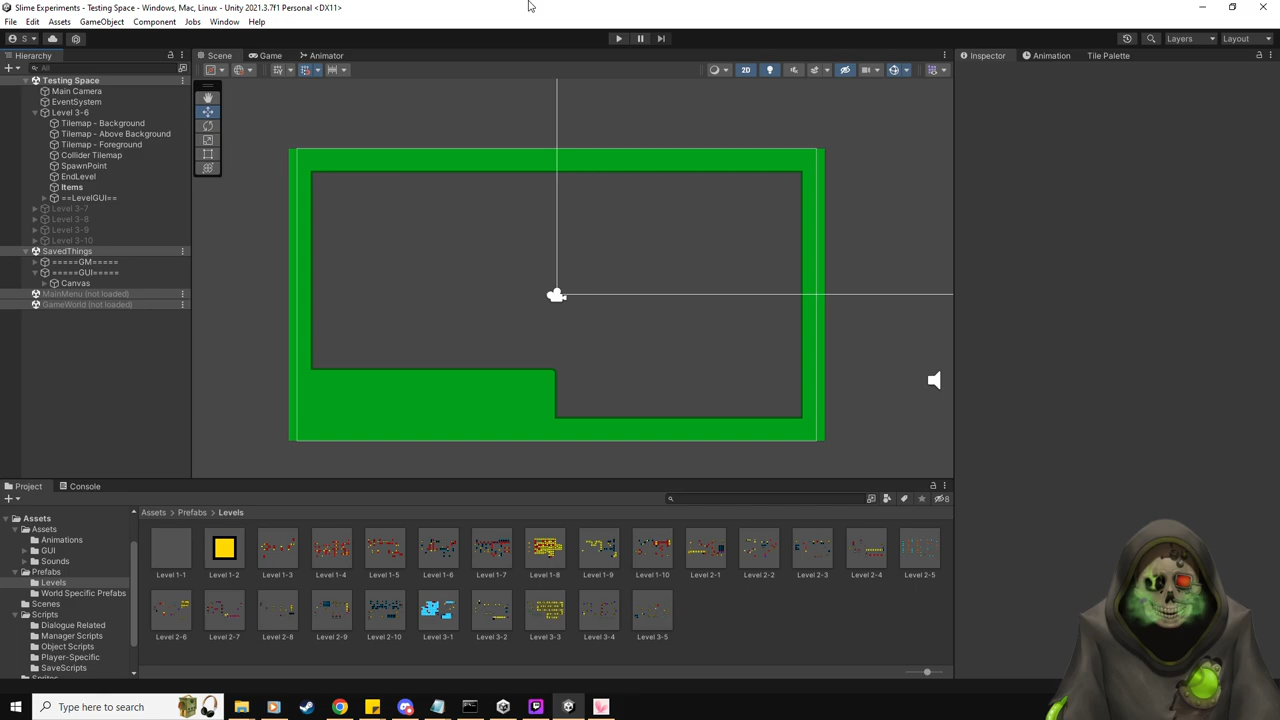 Slime Experiments - Testing Space - Windows, Mac, Linux - Unity 2021.3.7f1 Personal <DX11>
File Edit Assets GameObject Component Jobs Window Help
S Layers Layout
Hierarchy Scene Game Animator Inspector Animation Tile Palette
All 2D
Testing Space
Main Camera
EventSystem
Level 3-6
Tilemap - Background
Tilemap - Above Background
Tilemap - Foreground
Collider Tilemap
SpawnPoint
EndLevel
Items
==LevelGUI==
Level 3-7
Level 3-8
Level 3-9
Level 3-10
SavedThings
=====GM=====
=====GUI=====
Canvas
MainMenu (not loaded)
GameWorld (not loaded)
Project Console
8
Assets
Assets
Animations
GUI
Sounds
Prefabs
Levels
World Specific Prefabs
Scenes
Scripts
Dialogue Related
Manager Scripts
Object Scripts
Player-Specific
SaveScripts
Assets Prefabs Levels
Level 1-1 Level 1-2 Level 1-3 Level 1-4 Level 1-5 Level 1-6 Level 1-7 Level 1-8 Level 1-9 Level 1-10 Level 2-1 Level 2-2 Level 2-3 Level 2-4 Level 2-5
Level 2-6 Level 2-7 Level 2-8 Level 2-9 Level 2-10 Level 3-1 Level 3-2 Level 3-3 Level 3-4 Level 3-5
Type here to search